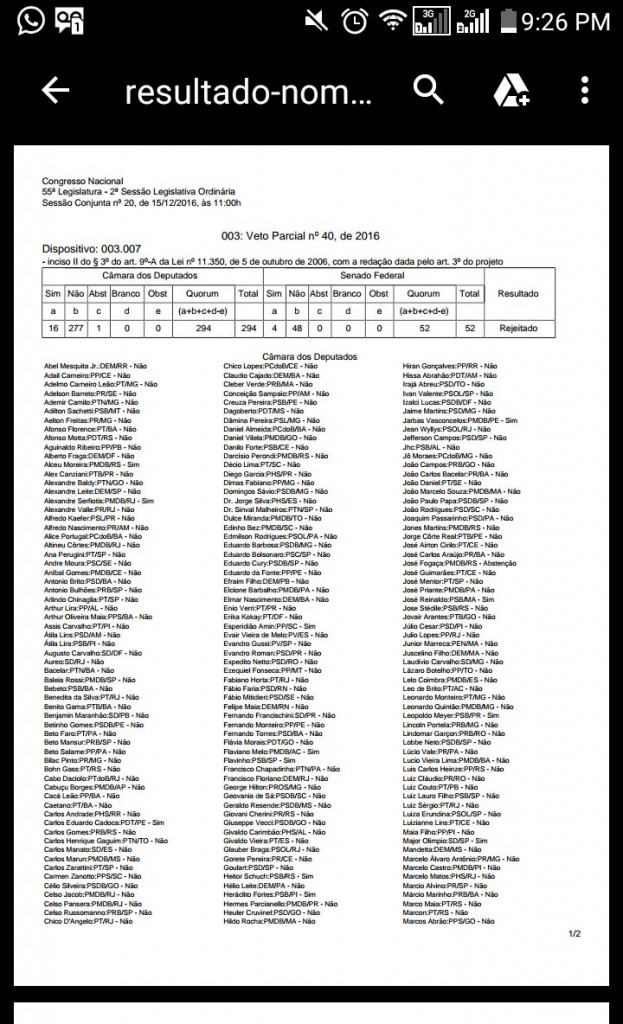 9:26 PM
resultado-nom...
Congresso Nacional
55ª Legislatura - 2ª Sessão Legislativa Ordinária
Sessão Conjunta nº 20, de 15/12/2016, às 11:00h
003: Veto Parcial nº 40, de 2016
Dispositivo: 003.007
- inciso II do § 3º do art. 9º-A da Lei nº 11.350, de 5 de outubro de 2006, com a redação dada pelo art. 3º do projeto
Câmara dos Deputados Senado Federal Resultado
Sim Não Abst Branco Obst Quorum Total Sim Não Abst Branco Obst Quorum Total
a b c d e (a+b+c+d-e) a b c d e (a+b+c+d-e)
16 277 1 0 0 294 294 4 48 0 0 0 52 52 Rejeitado
Câmara dos Deputados
Abel Mesquita Jr.:DEM/RR - Não
Adail Carneiro:PP/CE - Não
Adelmo Carneiro Leão:PT/MG - Não
Adelson Barreto:PR/SE - Não
Ademir Camilo:PTN/MG - Não
Adilton Sachetti:PSB/MT - Não
Aelton Freitas:PR/MG - Não
Afonso Florence:PT/BA - Não
Afonso Motta:PDT/RS - Não
Aguinaldo Ribeiro:PP/PB - Não
Alberto Fraga:DEM/DF - Não
Alceu Moreira:PMDB/RS - Sim
Alex Canziani:PTB/PR - Não
Alexandre Baldy:PTN/GO - Não
Alexandre Leite:DEM/SP - Não
Alexandre Serfiotis:PMDB/RJ - Sim
Alexandre Valle:PR/RJ - Não
Alfredo Kaefer:PSL/PR - Não
Alfredo Nascimento:PR/AM - Não
Alice Portugal:PCdoB/BA - Não
Altineu Côrtes:PMDB/RJ - Não
Ana Perugini:PT/SP - Não
Andre Moura:PSC/SE - Não
Aníbal Gomes:PMDB/CE - Não
Antonio Brito:PSD/BA - Não
Antonio Bulhões:PRB/SP - Não
Arlindo Chinaglia:PT/SP - Não
Arthur Lira:PP/AL - Não
Arthur Oliveira Maia:PPS/BA - Não
Assis Carvalho:PT/PI - Não
Átila Lins:PSD/AM - Não
Átila Lira:PSB/PI - Não
Augusto Carvalho:SD/DF - Não
Aureo:SD/RJ - Não
Bacelar:PTN/BA - Não
Baleia Rossi:PMDB/SP - Não
Bebeto:PSB/BA - Não
Benedita da Silva:PT/RJ - Não
Benito Gama:PTB/BA - Não
Benjamin Maranhão:SD/PB - Não
Betinho Gomes:PSDB/PE - Não
Beto Faro:PT/PA - Não
Beto Mansur:PRB/SP - Não
Beto Salame:PP/PA - Não
Bilac Pinto:PR/MG - Não
Bohn Gass:PT/RS - Não
Cabo Daciolo:PTdoB/RJ - Não
Cabuçu Borges:PMDB/AP - Não
Cacá Leão:PP/BA - Não
Caetano:PT/BA - Não
Carlos Andrade:PHS/RR - Não
Carlos Eduardo Cadoca:PDT/PE - Sim
Carlos Gomes:PRB/RS - Não
Carlos Henrique Gaguim:PTN/TO - Não
Carlos Manato:SD/ES - Não
Carlos Marun:PMDB/MS - Não
Carlos Zarattini:PT/SP - Não
Carmen Zanotto:PPS/SC - Não
Célio Silveira:PSDB/GO - Não
Celso Jacob:PMDB/RJ - Não
Celso Pansera:PMDB/RJ - Não
Celso Russomanno:PRB/SP - Não
Chico D'Angelo:PT/RJ - Não
Chico Lopes:PCdoB/CE - Não
Claudio Cajado:DEM/BA - Não
Cleber Verde:PRB/MA - Não
Conceição Sampaio:PP/AM - Não
Creuza Pereira:PSB/PE - Não
Dagoberto:PDT/MS - Não
Dâmina Pereira:PSL/MG - Não
Daniel Almeida:PCdoB/BA - Não
Daniel Vilela:PMDB/GO - Não
Danilo Forte:PSB/CE - Não
Darcísio Perondi:PMDB/RS - Não
Décio Lima:PT/SC - Não
Diego Garcia:PHS/PR - Não
Dimas Fabiano:PP/MG - Não
Domingos Sávio:PSDB/MG - Não
Dr. Jorge Silva:PHS/ES - Não
Dr. Sinval Malheiros:PTN/SP - Não
Dulce Miranda:PMDB/TO - Não
Edinho Bez:PMDB/SC - Não
Edmilson Rodrigues:PSOL/PA - Não
Eduardo Barbosa:PSDB/MG - Não
Eduardo Bolsonaro:PSC/SP - Não
Eduardo Cury:PSDB/SP - Não
Eduardo da Fonte:PP/PE - Não
Efraim Filho:DEM/PB - Não
Elcione Barbalho:PMDB/PA - Não
Elmar Nascimento:DEM/BA - Não
Enio Verri:PT/PR - Não
Erika Kokay:PT/DF - Não
Esperidião Amin:PP/SC - Sim
Evair Vieira de Melo:PV/ES - Não
Evandro Gussi:PV/SP - Não
Evandro Roman:PSD/PR - Não
Expedito Netto:PSD/RO - Não
Ezequiel Fonseca:PP/MT - Não
Fabiano Horta:PT/RJ - Não
Fábio Faria:PSD/RN - Não
Fábio Mitidieri:PSD/SE - Não
Felipe Maia:DEM/RN - Não
Fernando Francischini:SD/PR - Não
Fernando Monteiro:PP/PE - Não
Fernando Torres:PSD/BA - Não
Flávia Morais:PDT/GO - Não
Flaviano Melo:PMDB/AC - Sim
Flavinho:PSB/SP - Sim
Francisco Chapadinha:PTN/PA - Não
Francisco Floriano:DEM/RJ - Não
George Hilton:PROS/MG - Não
Geovania de Sá:PSDB/SC - Não
Geraldo Resende:PSDB/MS - Não
Giovani Cherini:PR/RS - Não
Giuseppe Vecci:PSDB/GO - Não
Givaldo Carimbão:PHS/AL - Não
Givaldo Vieira:PT/ES - Não
Glauber Braga:PSOL/RJ - Não
Gorete Pereira:PR/CE - Não
Goulart:PSD/SP - Não
Heitor Schuch:PSB/RS - Sim
Hélio Leite:DEM/PA - Não
Heráclito Fortes:PSB/PI - Sim
Hermes Parcianello:PMDB/PR - Não
Heuler Cruvinel:PSD/GO - Não
Hildo Rocha:PMDB/MA - Não
Hiran Gonçalves:PP/RR - Não
Hissa Abrahão:PDT/AM - Não
Irajá Abreu:PSD/TO - Não
Ivan Valente:PSOL/SP - Não
Izalci Lucas:PSDB/DF - Não
Jaime Martins:PSD/MG - Não
Jarbas Vasconcelos:PMDB/PE - Sim
Jean Wyllys:PSOL/RJ - Não
Jefferson Campos:PSD/SP - Não
Jhc:PSB/AL - Não
Jô Moraes:PCdoB/MG - Não
João Campos:PRB/GO - Não
João Carlos Bacelar:PR/BA - Não
João Daniel:PT/SE - Não
João Marcelo Souza:PMDB/MA - Não
João Paulo Papa:PSDB/SP - Não
João Rodrigues:PSD/SC - Não
Joaquim Passarinho:PSD/PA - Não
Jones Martins:PMDB/RS - Não
Jorge Côrte Real:PTB/PE - Não
José Airton Cirilo:PT/CE - Não
José Carlos Araújo:PR/BA - Não
José Fogaça:PMDB/RS - Abstenção
José Guimarães:PT/CE - Não
José Mentor:PT/SP - Não
José Priante:PMDB/PA - Não
José Reinaldo:PSB/MA - Sim
Jose Stédile:PSB/RS - Não
Jovair Arantes:PTB/GO - Não
Júlio Cesar:PSD/PI - Não
Julio Lopes:PP/RJ - Não
Junior Marreca:PEN/MA - Não
Juscelino Filho:DEM/MA - Não
Laudivio Carvalho:SD/MG - Não
Lázaro Botelho:PP/TO - Não
Lelo Coimbra:PMDB/ES - Não
Leo de Brito:PT/AC - Não
Leonardo Monteiro:PT/MG - Não
Leonardo Quintão:PMDB/MG - Não
Leopoldo Meyer:PSB/PR - Sim
Lincoln Portela:PRB/MG - Não
Lindomar Garçon:PRB/RO - Não
Lobbe Neto:PSDB/SP - Não
Lúcio Vale:PR/PA - Não
Lucio Vieira Lima:PMDB/BA - Não
Luis Carlos Heinze:PP/RS - Não
Luiz Cláudio:PR/RO - Não
Luiz Couto:PT/PB - Não
Luiz Lauro Filho:PSB/SP - Não
Luiz Sérgio:PT/RJ - Não
Luiza Erundina:PSOL/SP - Não
Luizianne Lins:PT/CE - Não
Maia Filho:PP/PI - Não
Major Olimpio:SD/SP - Sim
Mandetta:DEM/MS - Não
Marcelo Álvaro Antônio:PR/MG - Não
Marcelo Castro:PMDB/PI - Não
Marcelo Matos:PHS/RJ - Não
Marcio Alvino:PR/SP - Não
Márcio Marinho:PRB/BA - Não
Marco Maia:PT/RS - Não
Marcon:PT/RS - Não
Marcos Abrão:PPS/GO - Não
1/2